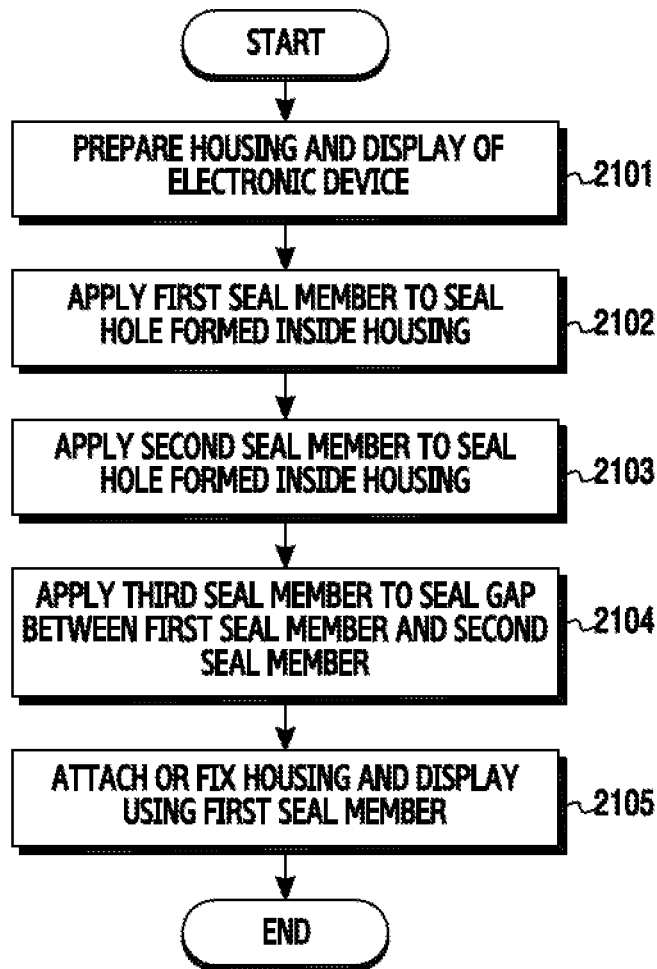 START
PREPARE HOUSING AND DISPLAY OF
ELECTRONIC DEVICE
2101
APPLY FIRST SEAL MEMBER TO SEAL
HOLE FORMED INSIDE HOUSING
2102
APPLY SECOND SEAL MEMBER TO SEAL
HOLE FORMED INSIDE HOUSING
2103
APPLY THIRD SEAL MEMBER TO SEAL GAP
BETWEEN FIRST SEAL MEMBER AND SECOND
SEAL MEMBER
2104
ATTACH OR FIX HOUSING AND DISPLAY
USING FIRST SEAL MEMBER
2105
END